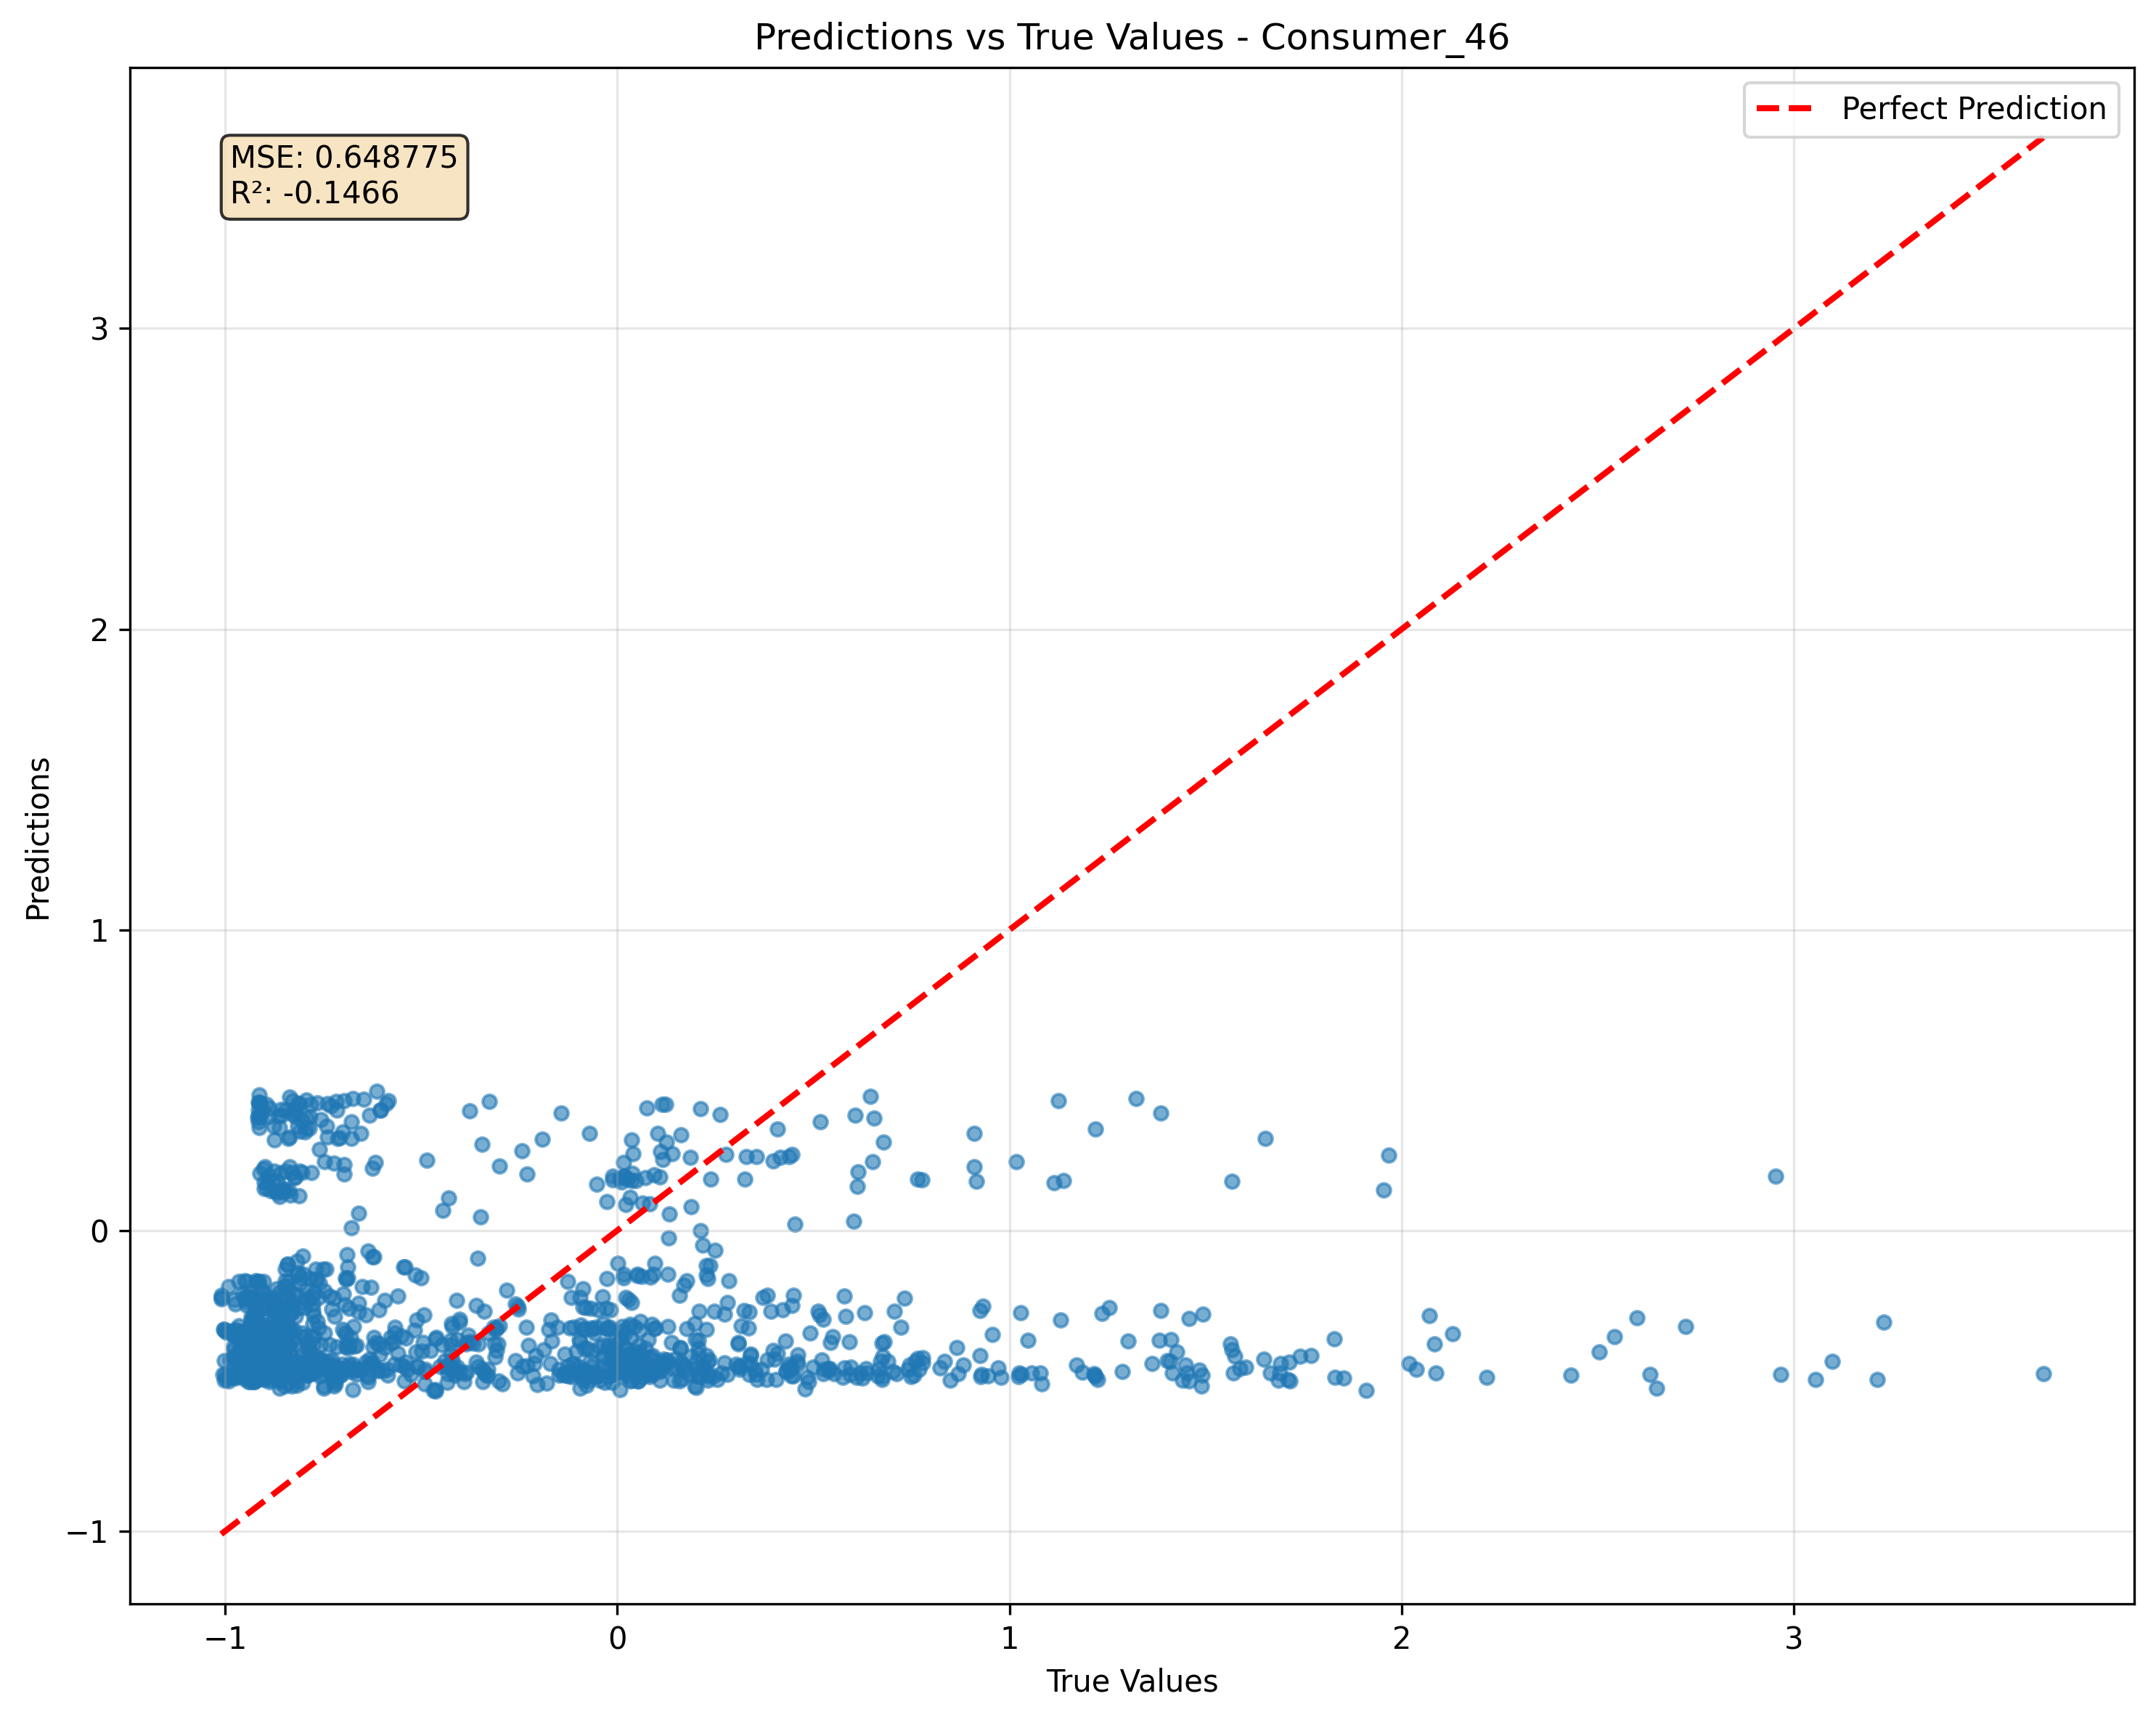 Predictions vs True Values - Consumer_46
Perfect Prediction
MSE: 0.648775
R²: -0.1466
3
2
1
0
−1
Predictions
−1
0
1
2
3
True Values